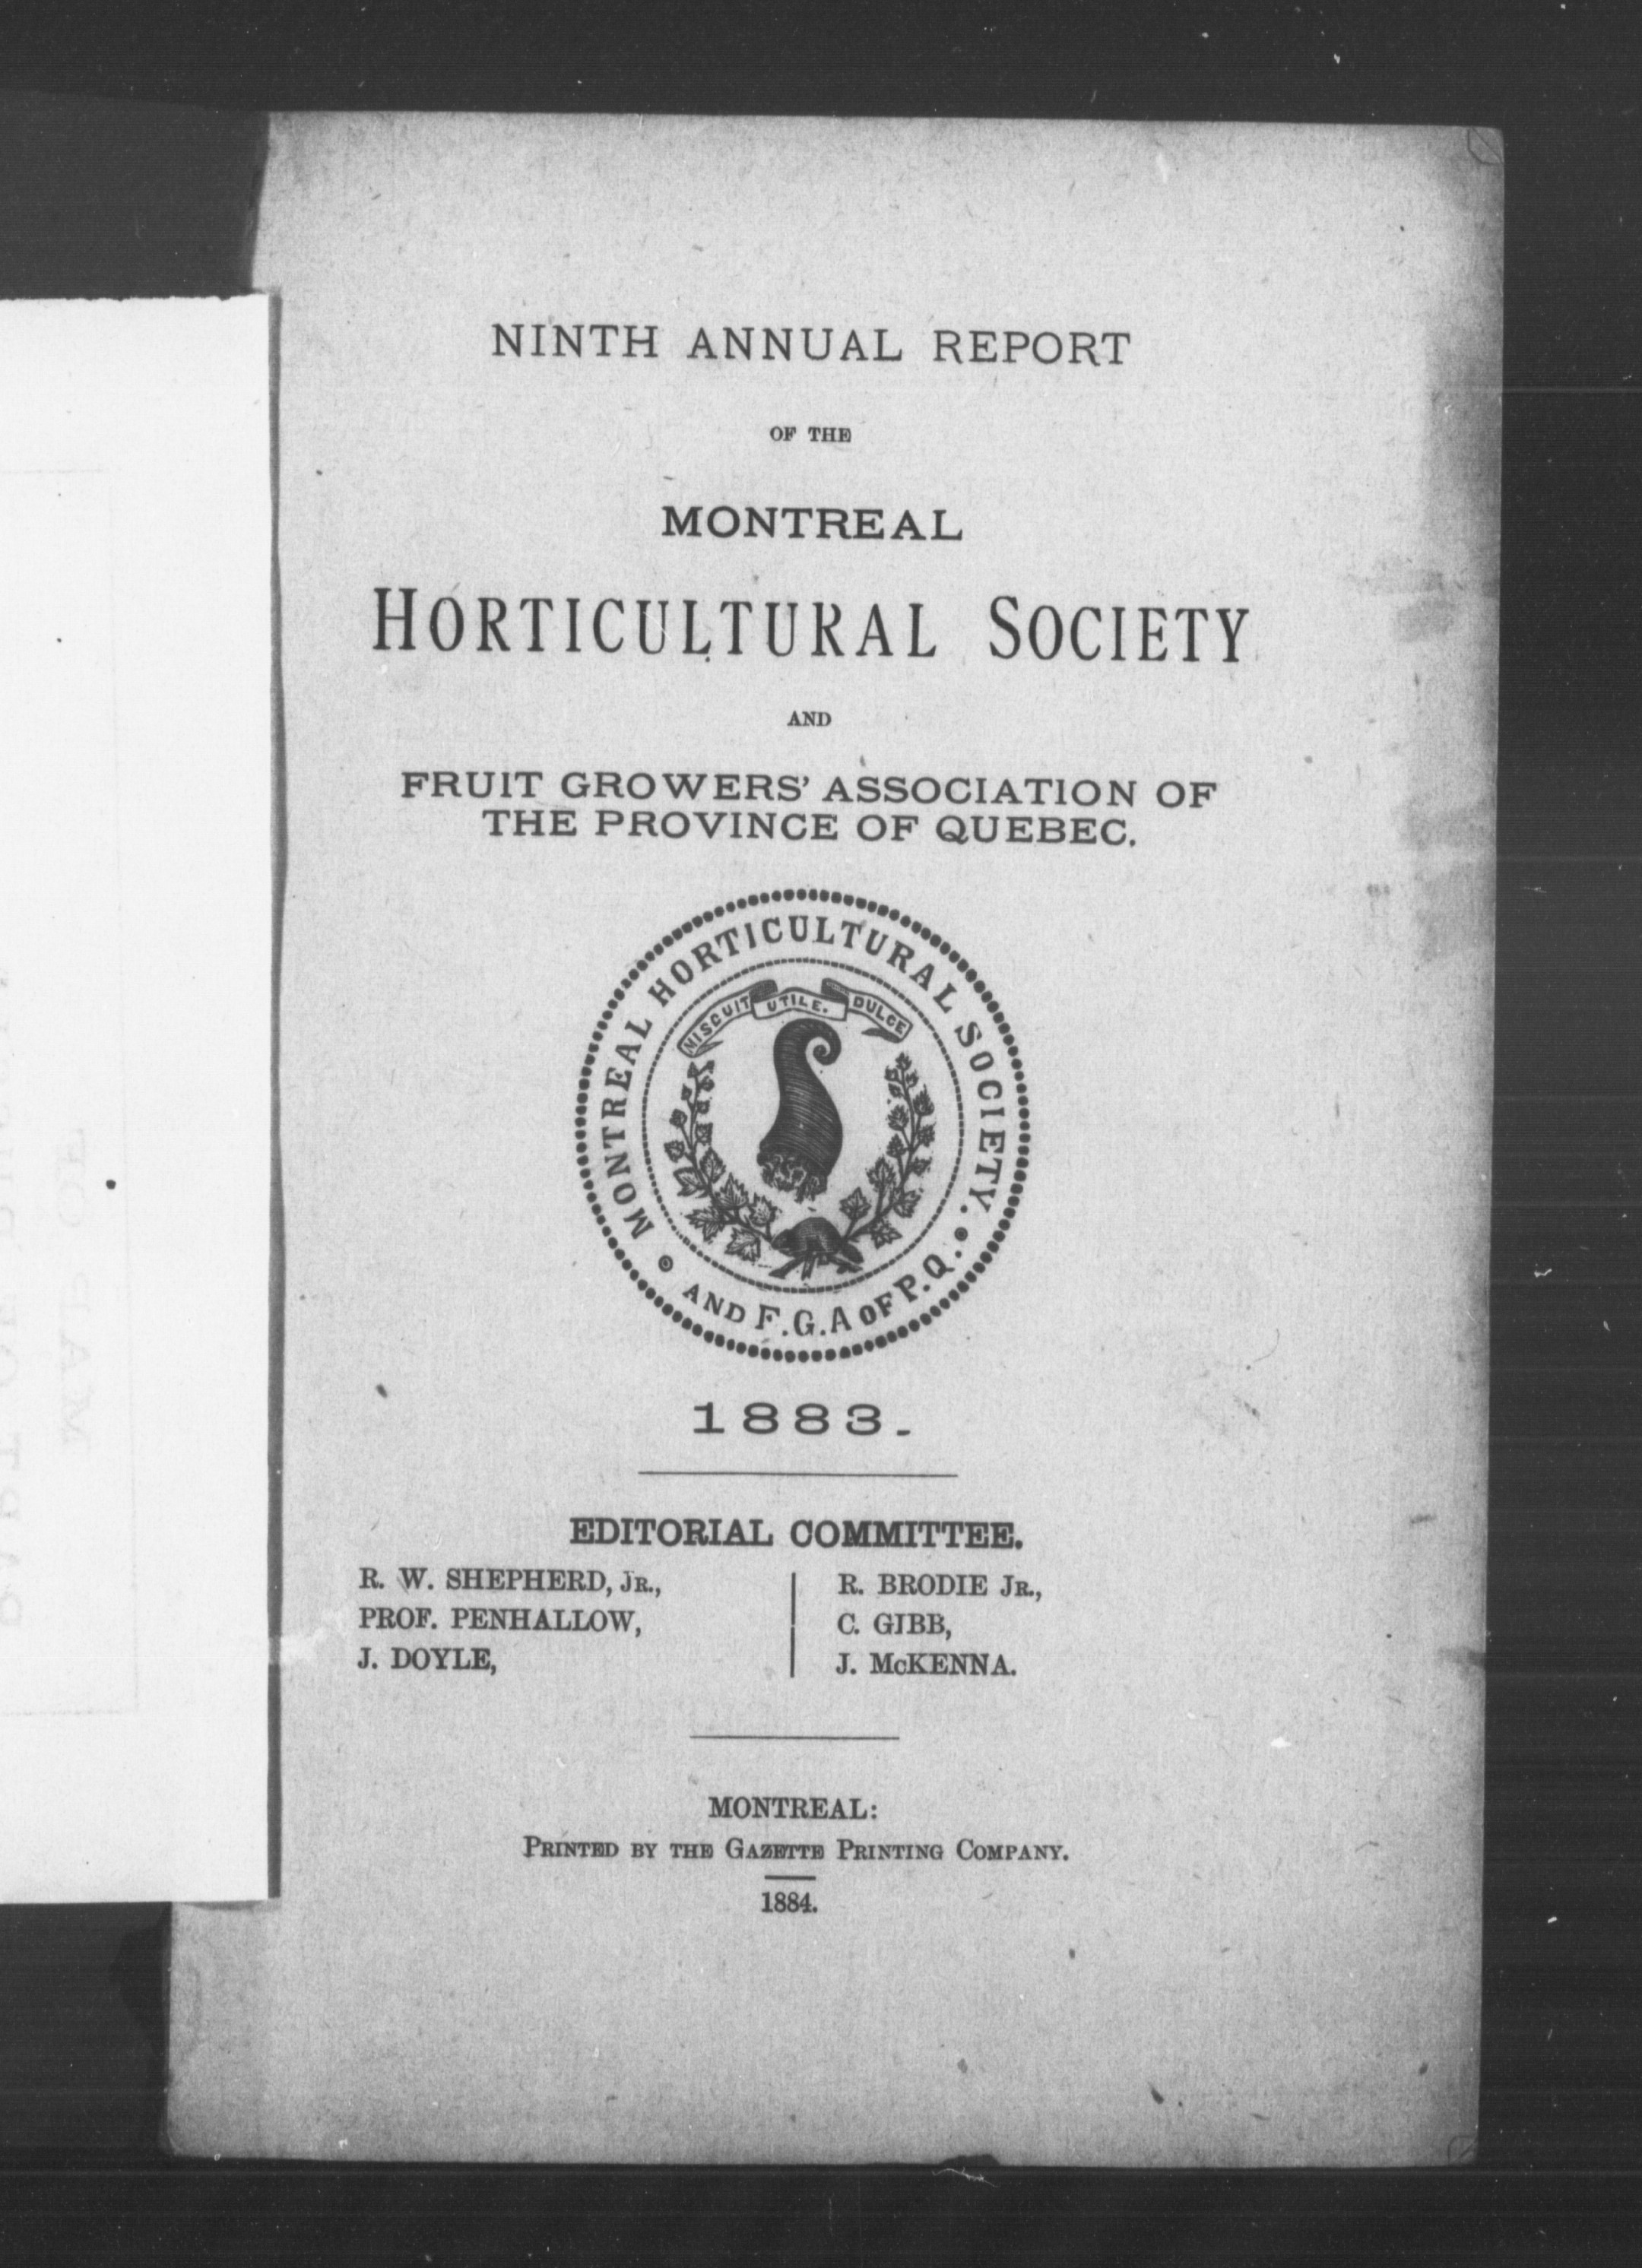 NINTH ANNUAL REPORT
OF THE
MONTREAL
HORTICULTURAL SOCIETY
AND
FRUIT GROWERS' ASSOCIATION OF
THE PROVINCE OF QUEBEC.
MONTREAL HORTICULTURAL SOCIETY.
AND F.G.A OF P.Q.
MISCUIT UTILE. DULCE
1883.
EDITORIAL COMMITTEE.
R. W. SHEPHERD, JR.,
PROF. PENHALLOW,
J. DOYLE,
R. BRODIE JR.,
C. GIBB,
J. McKENNA.
MONTREAL:
PRINTED BY THE GAZETTE PRINTING COMPANY.
1884.